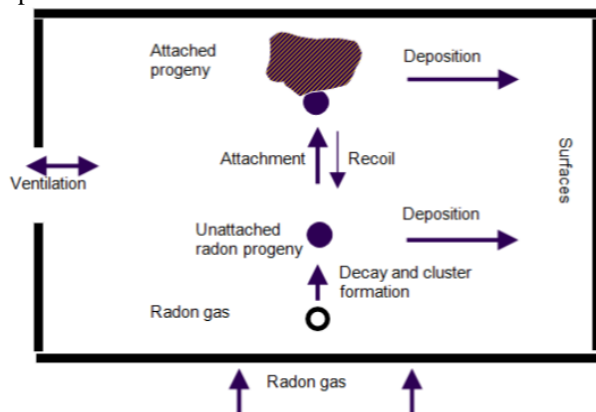 Attached
progeny
Deposition
Attachment
Recoil
Surfaces
Ventilation
Unattached
radon progeny
Deposition
Decay and cluster
formation
Radon gas
Radon gas